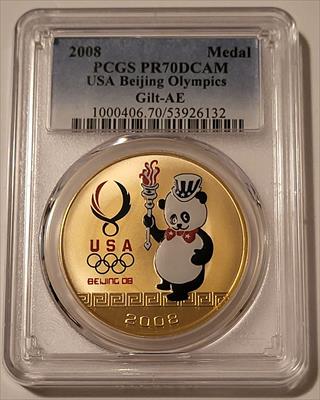 2008 Medal
PCGS PR70DCAM
USA Beijing Olympics
Gilt-AE
1000406.70/53926132
USA
BEIJING 08
2008